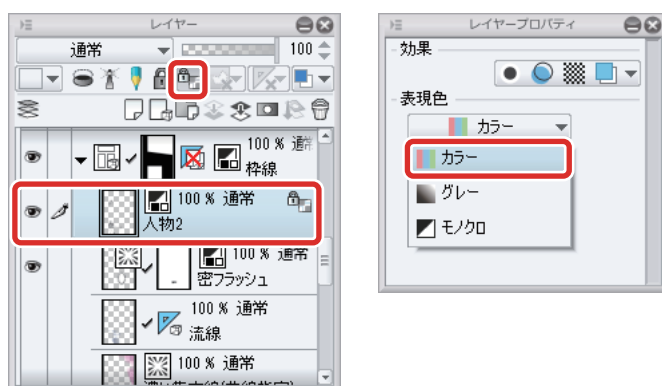 レイヤー
通常
100
100 % 通常
枠線
100 % 通常
人物2
100 % 通常
密フラッシュ
100 % 通常
流線
100 % 通常
レイヤープロパティ
効果
表現色
カラー
カラー
グレー
モノクロ